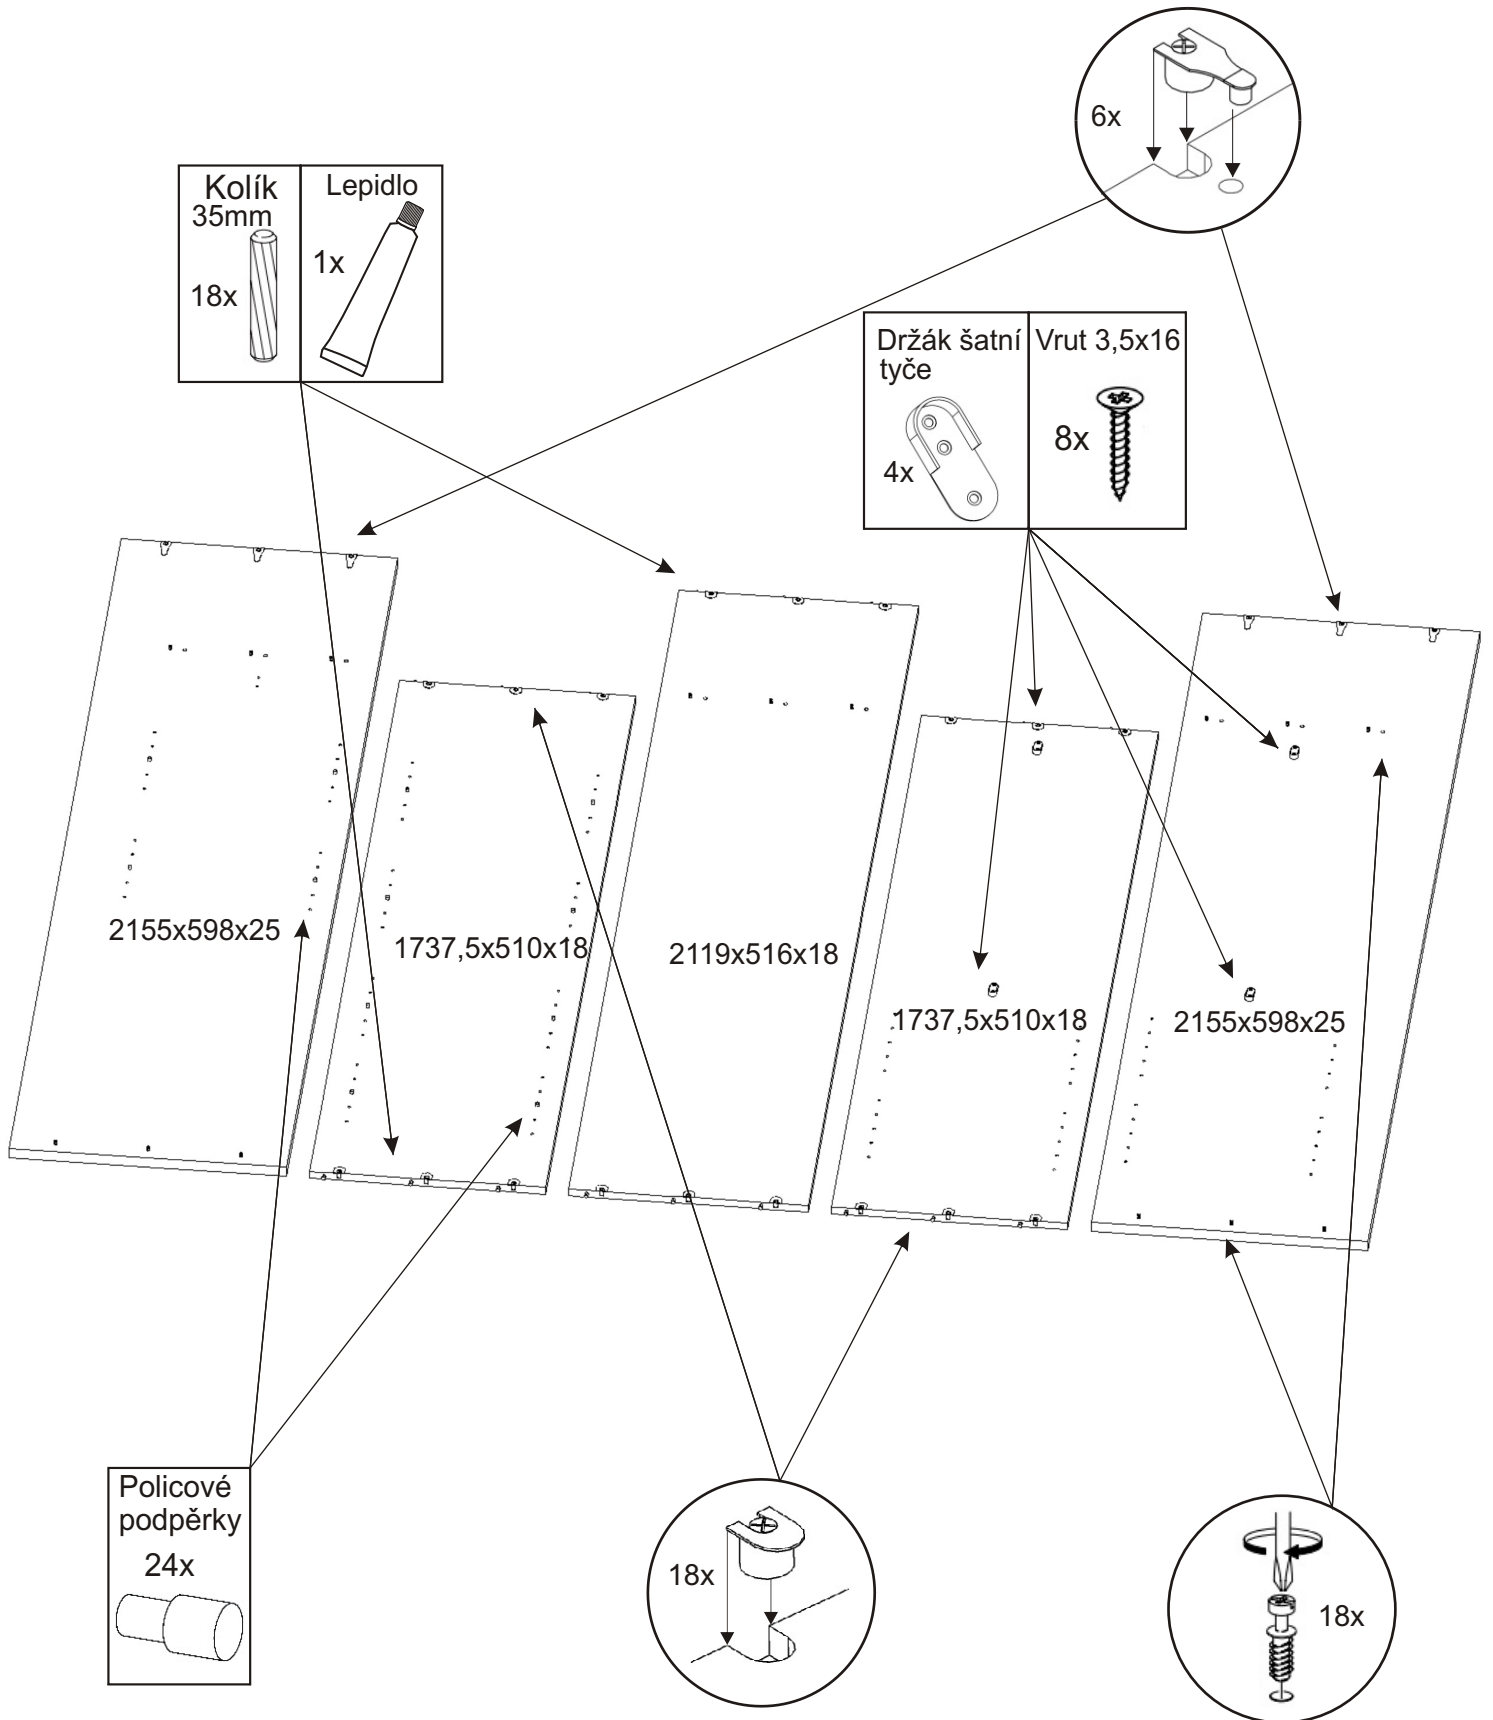 6x
Kolík
35mm
18x
Lepidlo
1x
Držák šatní
tyče
4x
Vrut 3,5x16
8x
2155x598x25
1737,5x510x18
2119x516x18
1737,5x510x18
2155x598x25
Policové
podpěrky
24x
18x
18x